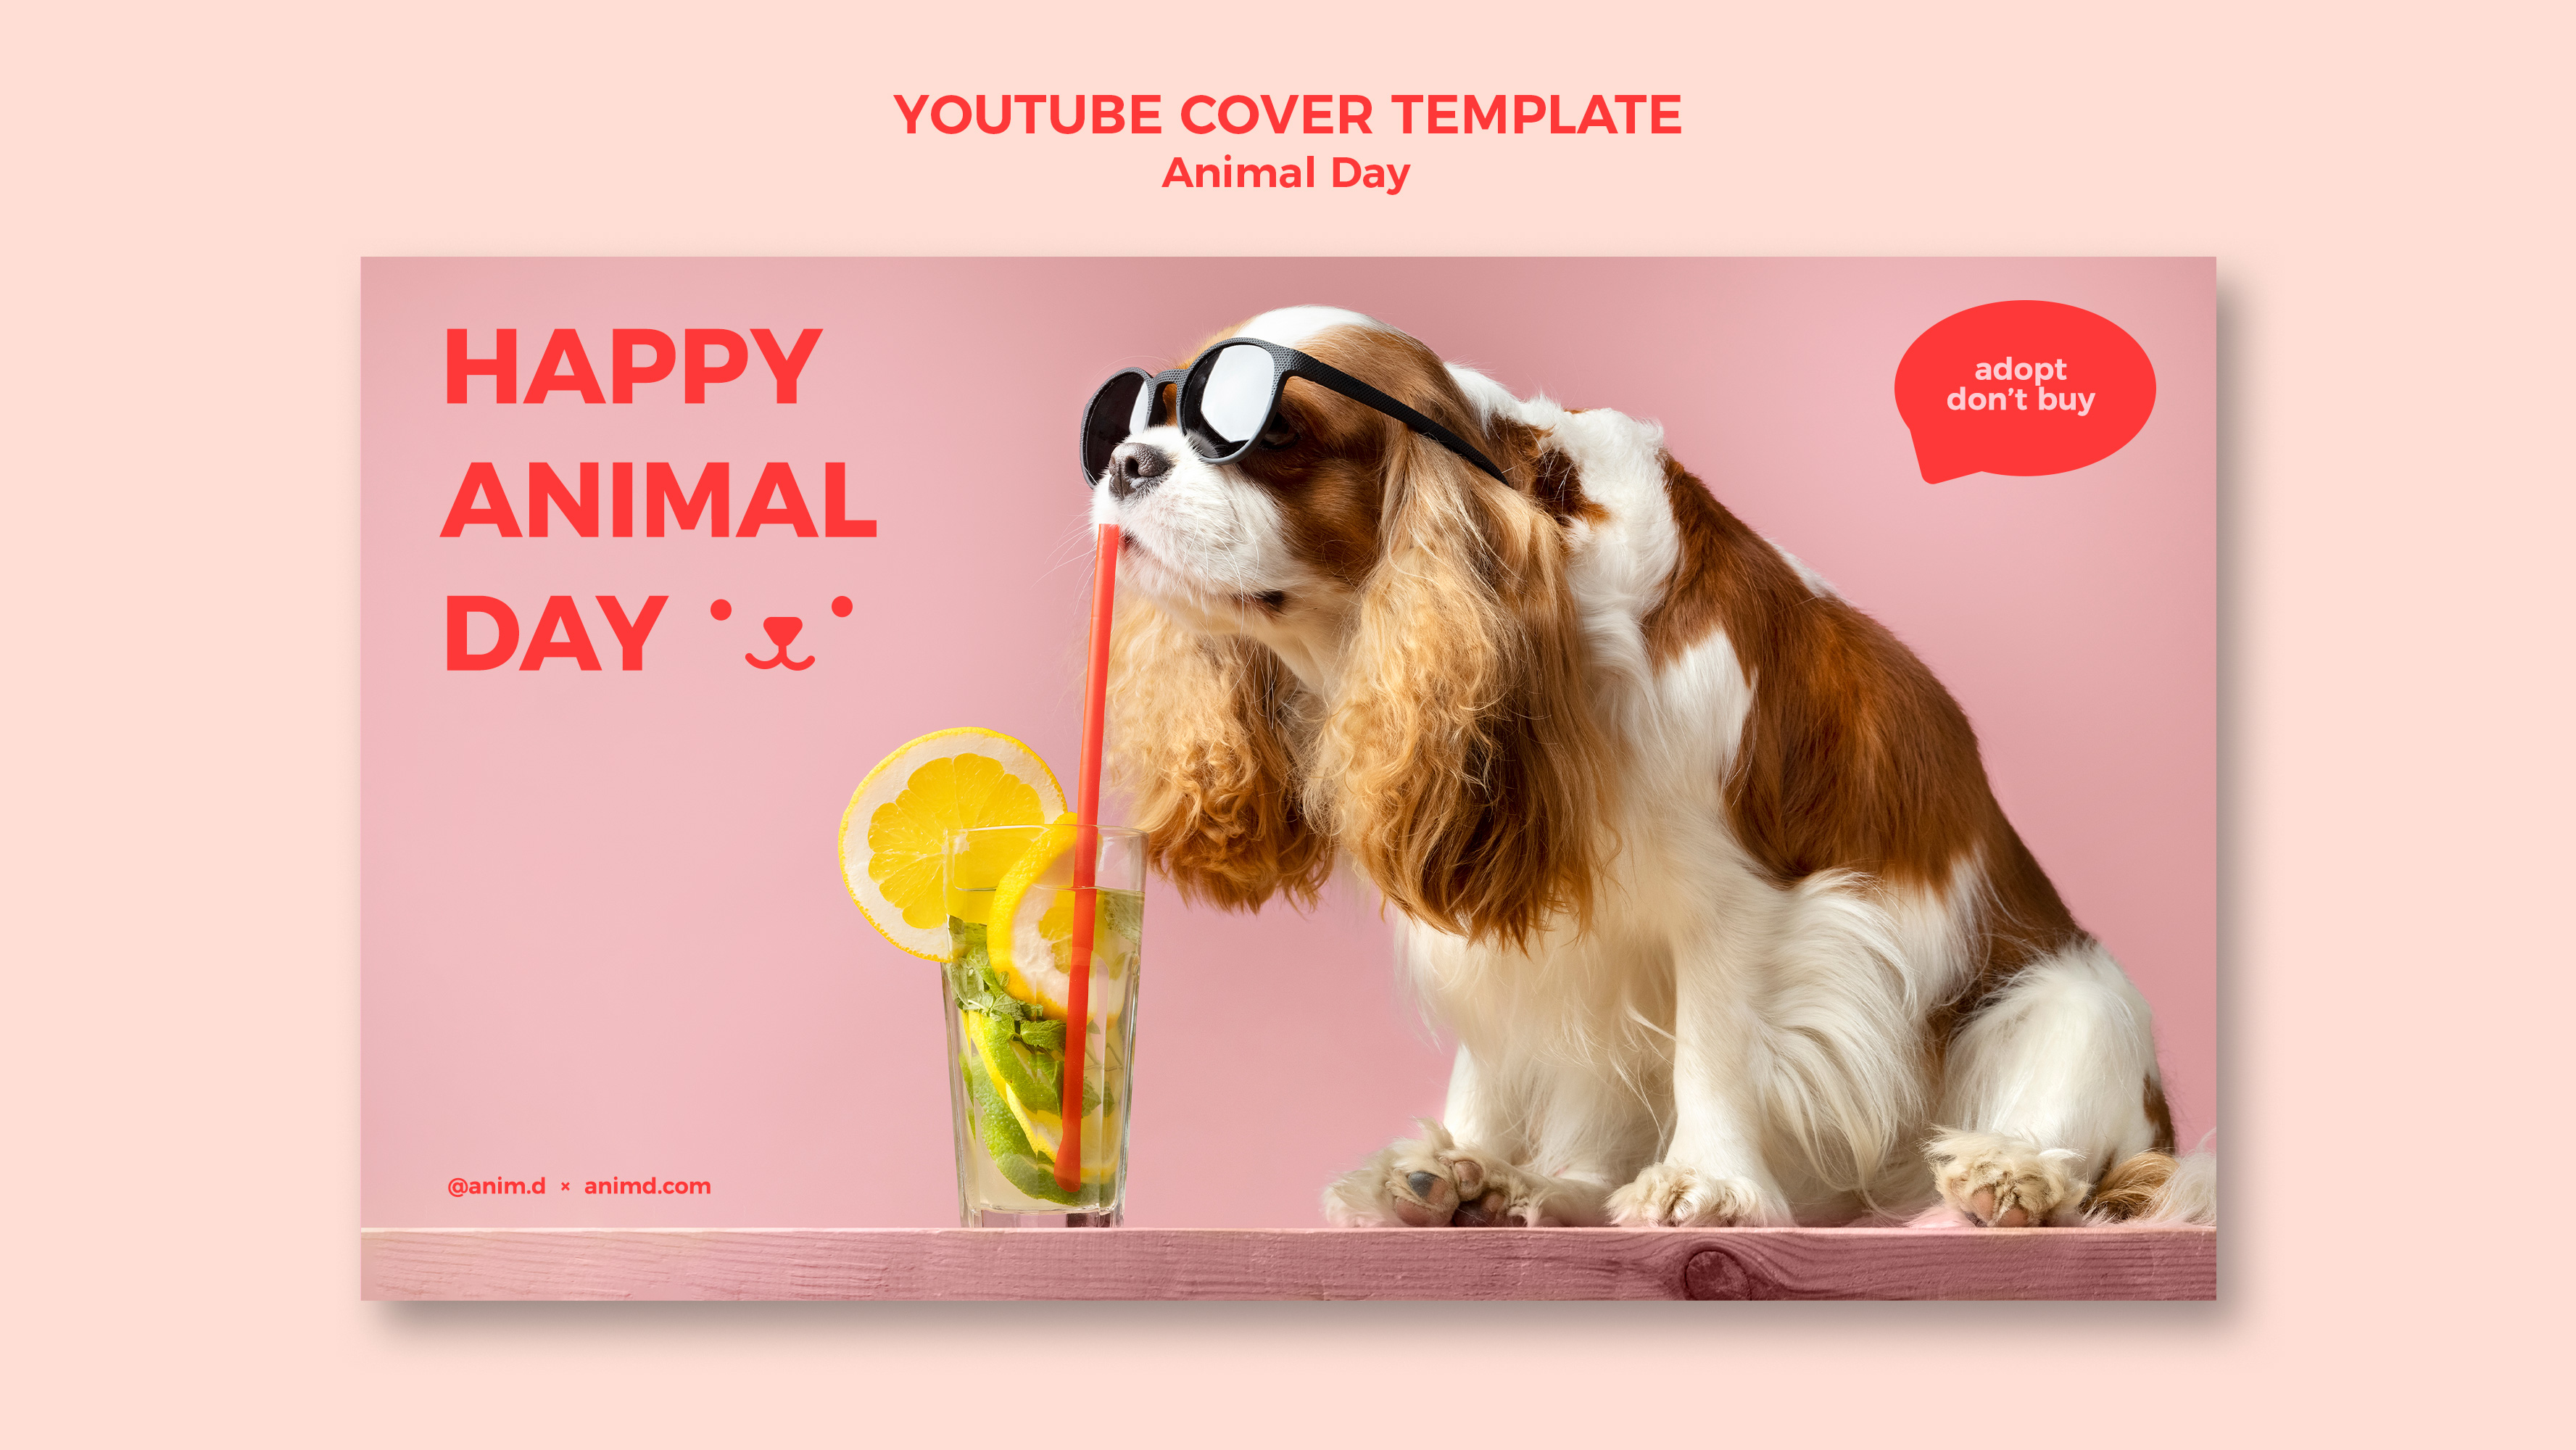 YOUTUBE COVER TEMPLATE
Animal Day
HAPPY
ANIMAL
DAY
adopt
don’t buy
@anim.d × animd.com